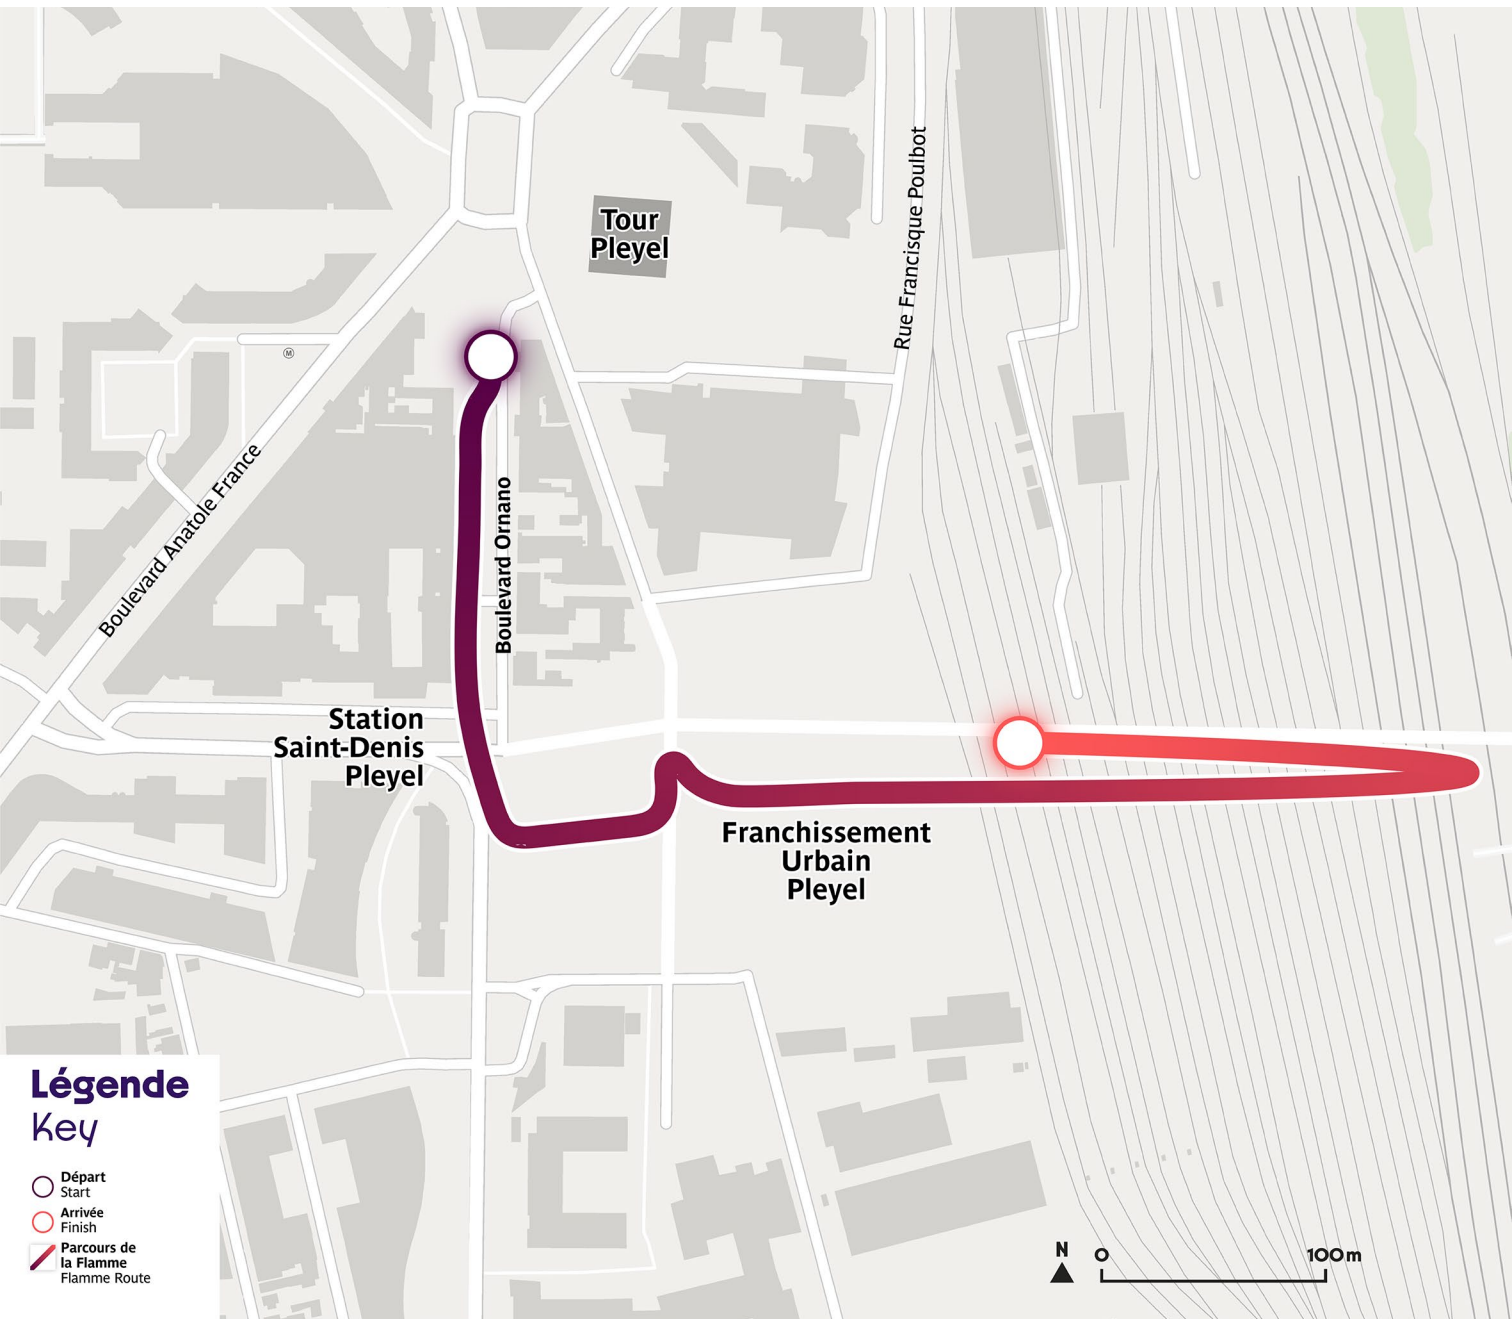 Tour
Pleyel
Rue Francisque Poulbot
M
Boulevard Anatole France
Boulevard Ornano
Station
Saint-Denis
Pleyel
Franchissement
Urbain
Pleyel
Légende
Key
Départ
Start
Arrivée
Finish
Parcours de
la Flamme
Flamme Route
N 0 100m